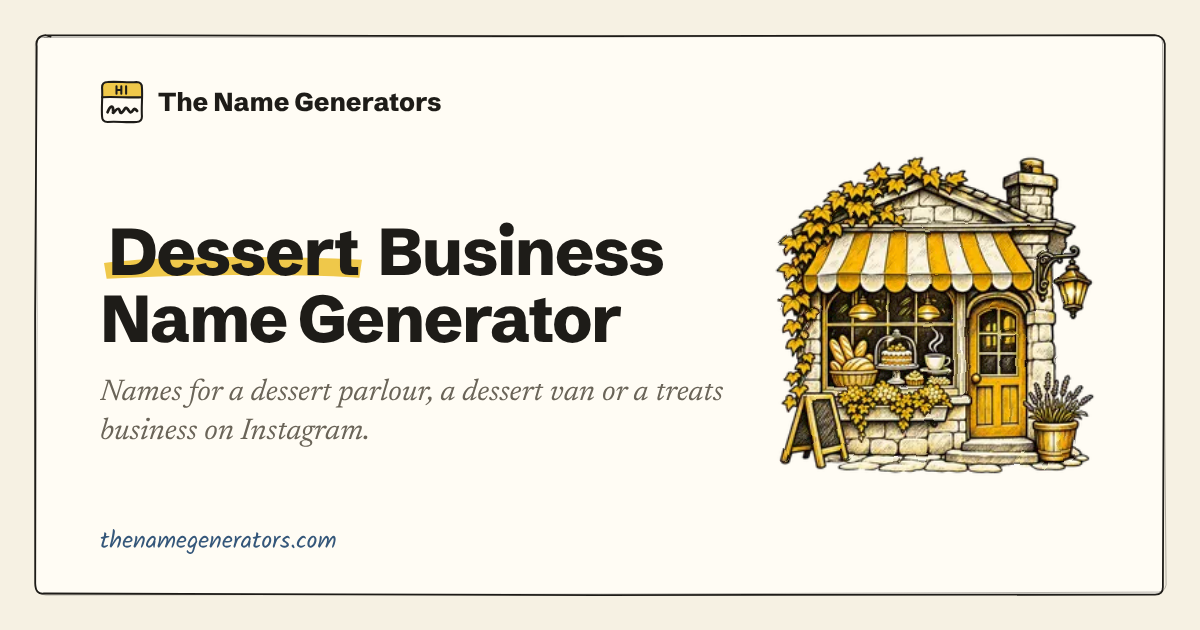 HI
The Name Generators
Dessert Business
Name Generator
Names for a dessert parlour, a dessert van or a treats
business on Instagram.
thenamegenerators.com